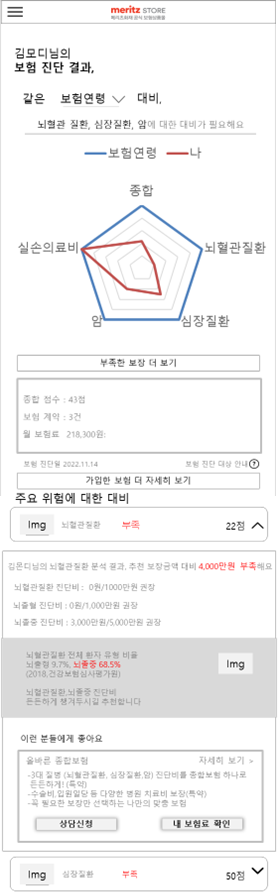 meritz STORE
메리츠화재 공식 보험쇼핑몰
김모디님의
보험 진단 결과,
같은 보험연령 대비,
뇌혈관 질환, 심장질환, 암에 대한 대비가 필요해요
보험연령 나
종합
실손의료비
뇌혈관질환
암
심장질환
부족한 보장 더 보기
종합 점수 : 43점
보험 계약 : 3건
월 보험료 218,300원:
보험 진단일 2022.11.14
보험 진단 대상 안내 ?
가입한 보험 더 자세히 보기
주요 위험에 대한 대비
Img 뇌혈관질환 부족 22점
김은디님의 뇌혈관질환 분석 결과, 추천 보장금액 대비 4,000만원 부족해요
뇌혈관질환 진단비 : 0원/1000만원 권장
뇌출혈 진단비 : 0원/1,000만원 권장
뇌졸중 진단비 : 3,000만원/5,000만원 권장
뇌혈관질환 전체 환자 유형 비율
뇌출혈 9.7%, 뇌졸중 68.5%
(2018,건강보험심사평가원)
Img
뇌혈관질환,뇌졸중 진단비
든든하게 챙겨두시길 추천합니다
이런 분들에게 좋아요
올바른 종합보험 자세히 보기 >
-3대 질병 (뇌혈관질환, 심장질환,암) 진단비를 종합보험 하나로
든든하게! (특약)
-수술비,입원일당 등 다양한 병원 치료비 보장(특약)
-꼭 필요한 보장만 선택하는 나만의 맞춤 보험
상담신청
내 보험료 확인
Img 심장질환 부족 50점